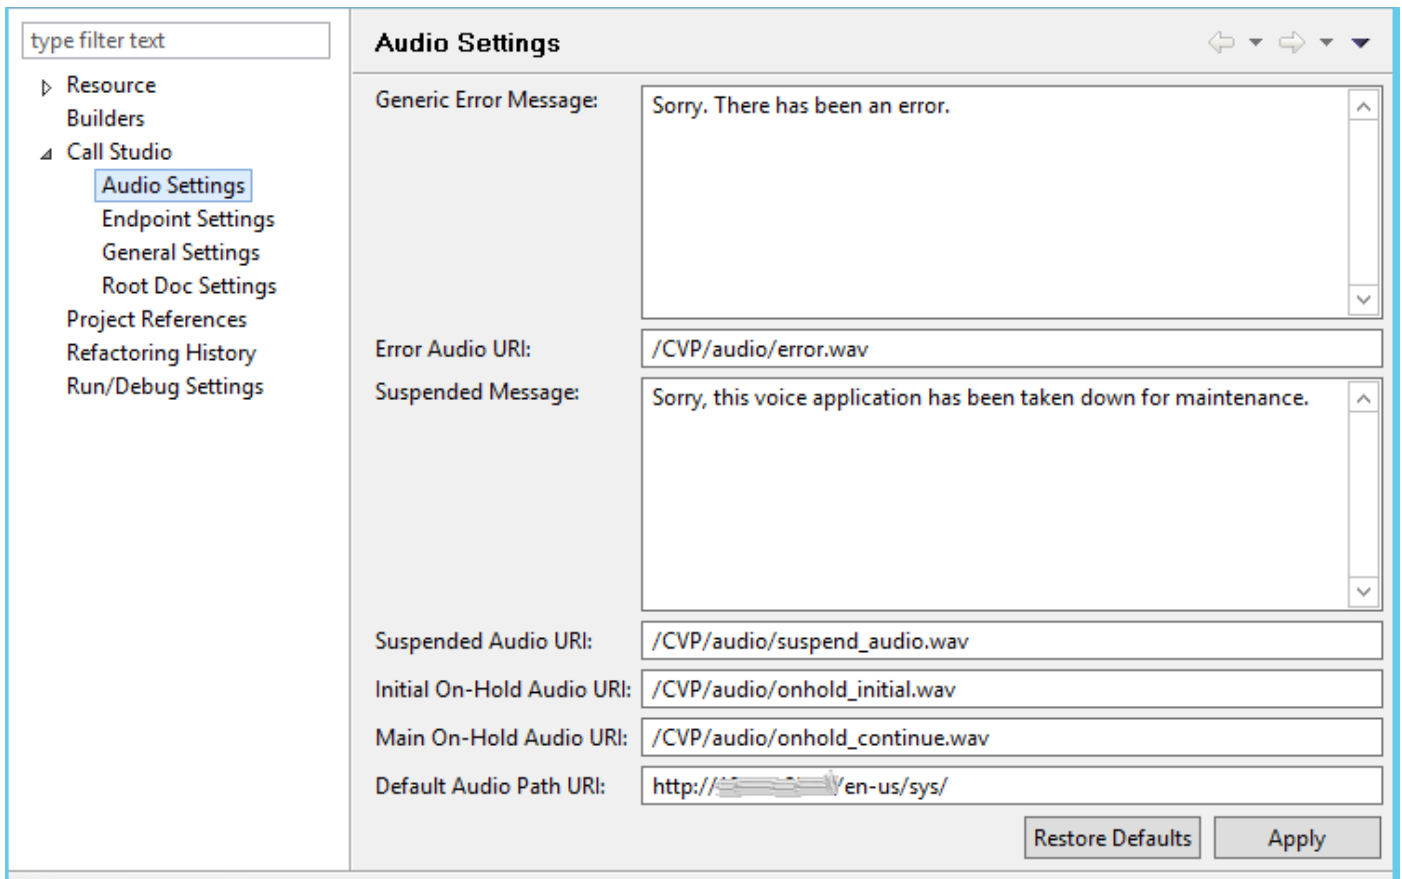 type filter text
Resource
Builders
Call Studio
Audio Settings
Endpoint Settings
General Settings
Root Doc Settings
Project References
Refactoring History
Run/Debug Settings
Audio Settings
Generic Error Message:
Sorry. There has been an error.
Error Audio URI:
/CVP/audio/error.wav
Suspended Message:
Sorry, this voice application has been taken down for maintenance.
Suspended Audio URI:
/CVP/audio/suspend_audio.wav
Initial On-Hold Audio URI:
/CVP/audio/onhold_initial.wav
Main On-Hold Audio URI:
/CVP/audio/onhold_continue.wav
Default Audio Path URI:
http:// /en-us/sys/
Restore Defaults
Apply